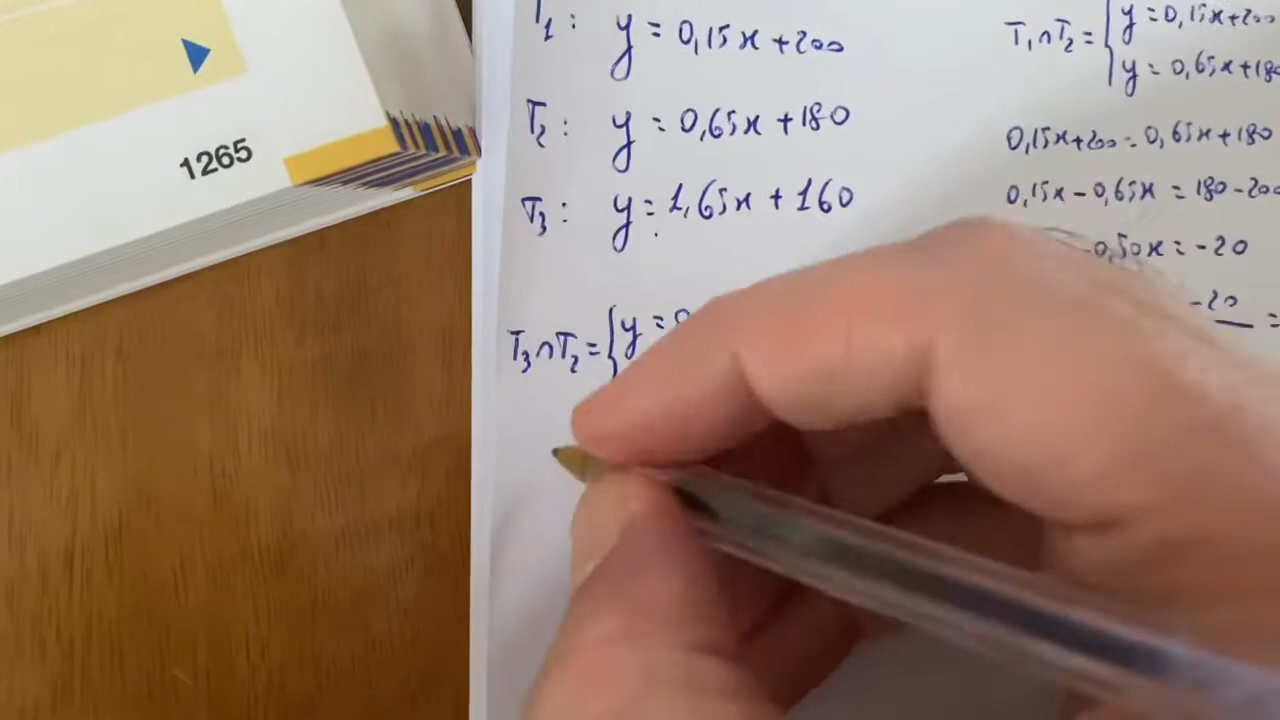 1265
T₁: y = 0,15x + 200
T₂: y = 0,65x + 180
T₃: y = 1,65x + 160
T₃∩T₂ = { y =
T₁∩T₂ = { y = 0,15x + 200
y = 0,65x + 180
0,15x + 200 = 0,65x + 180
0,15x - 0,65x = 180 - 200
-0,50x = -20
-20 =